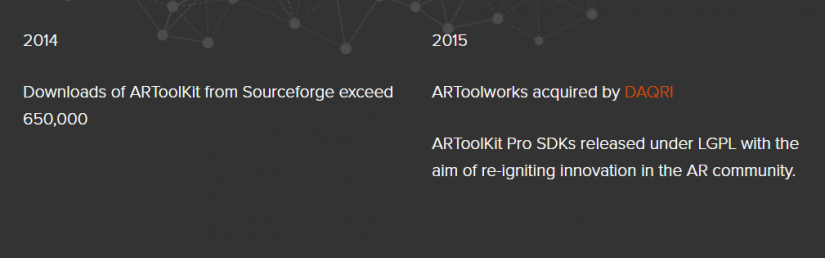 2014
Downloads of ARToolKit from Sourceforge exceed
650,000
2015
ARToolworks acquired by DAQRI
ARToolKit Pro SDKs released under LGPL with the
aim of re-igniting innovation in the AR community.